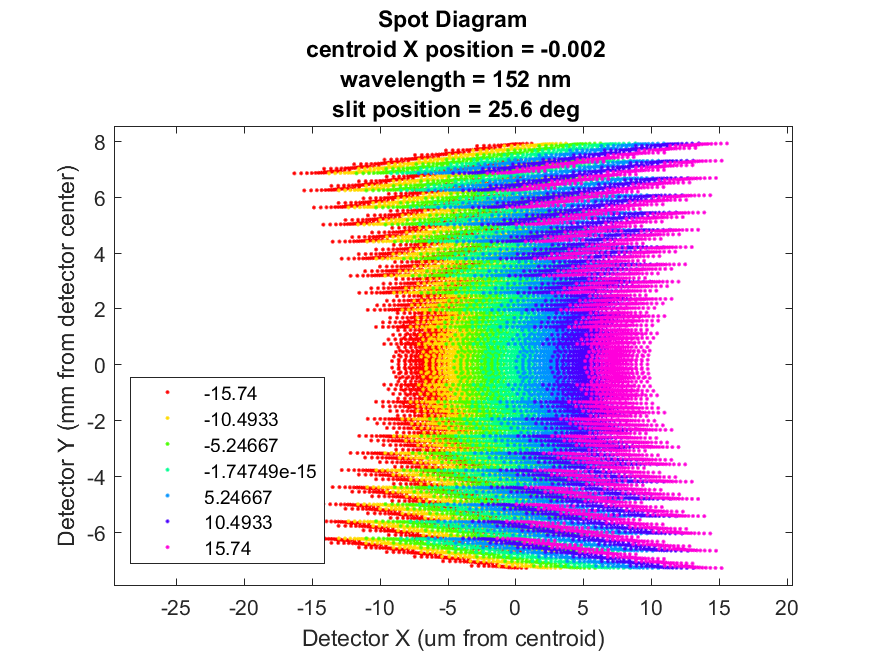 Spot Diagram
centroid X position = -0.002
wavelength = 152 nm
slit position = 25.6 deg
Detector Y (mm from detector center)
8
6
4
2
0
-2
-4
-6
-15.74
-10.4933
-5.24667
-1.74749e-15
5.24667
10.4933
15.74
-25 -20 -15 -10 -5 0 5 10 15 20
Detector X (um from centroid)